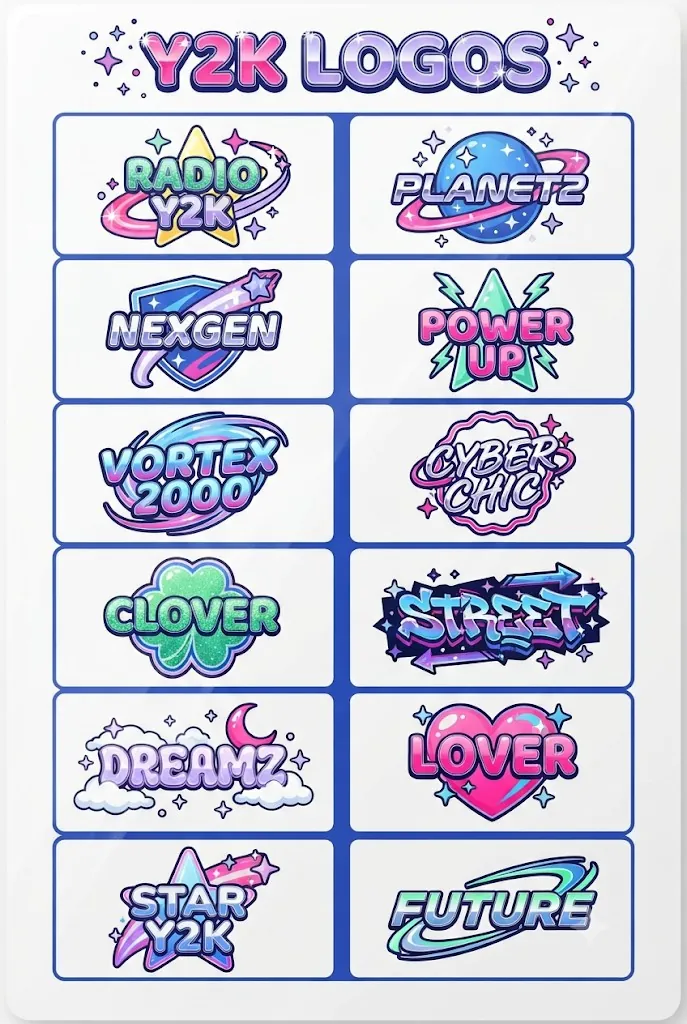 Y2K LOGOS
RADIO
Y2K
PLANETZ
NEXGEN
POWER
UP
VORTEX
2000
CYBER
CHIC
CLOVER
STREET
DREAMZ
LOVER
STAR
Y2K
FUTURE